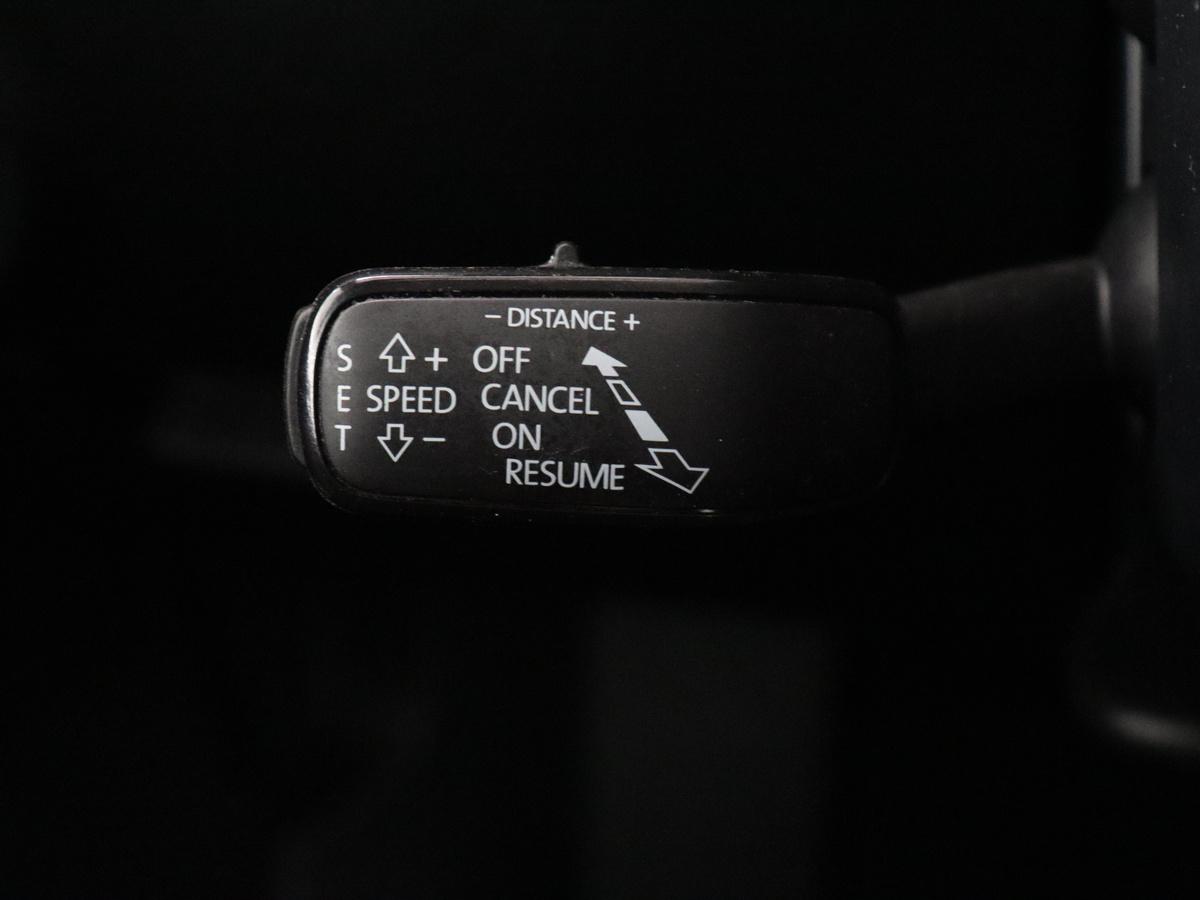 - DISTANCE +
S + OFF
E SPEED CANCEL
T - ON
RESUME